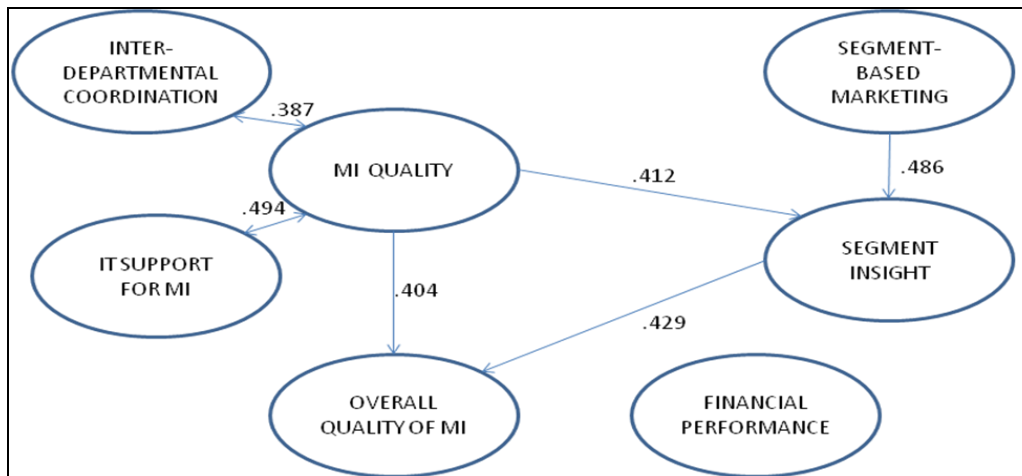 INTER-
DEPARTMENTAL
COORDINATION
SEGMENT-
BASED
MARKETING
.387
MI QUALITY
.412
.486
.494
IT SUPPORT
FOR MI
SEGMENT
INSIGHT
.404
.429
OVERALL
QUALITY OF MI
FINANCIAL
PERFORMANCE